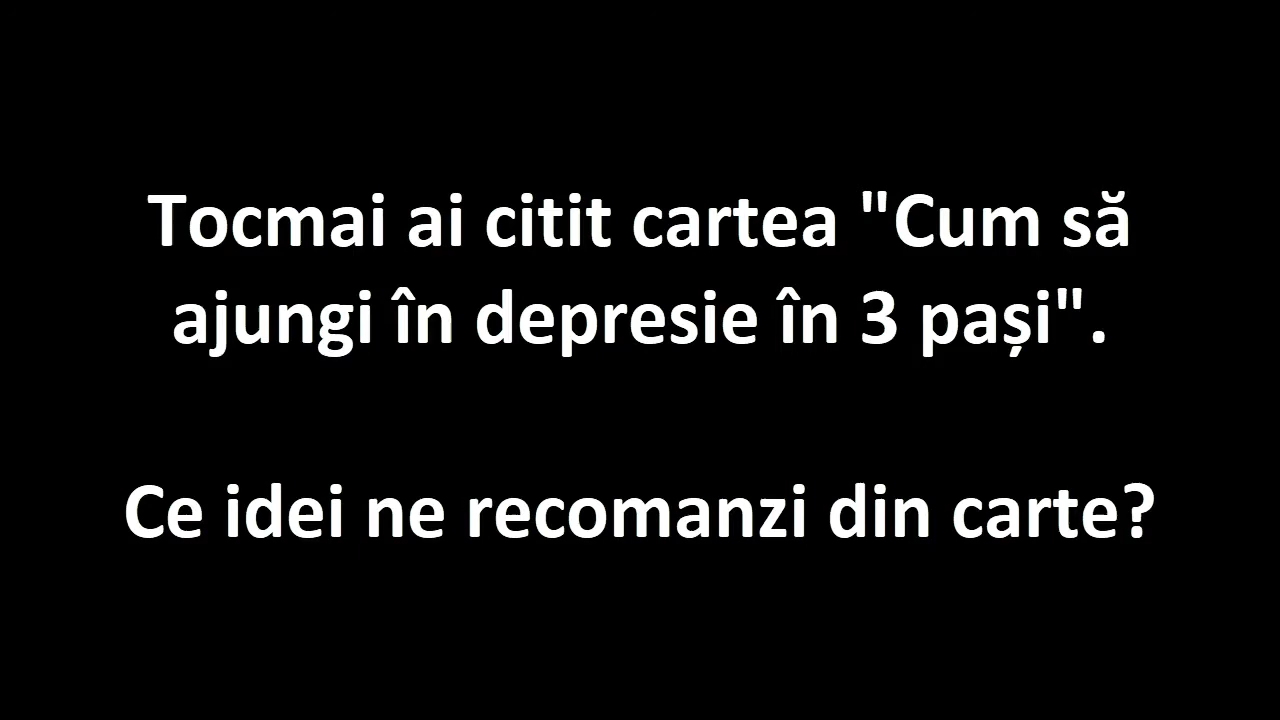 Tocmai ai citit cartea "Cum să
ajungi în depresie în 3 pași".
Ce idei ne recomanzi din carte?